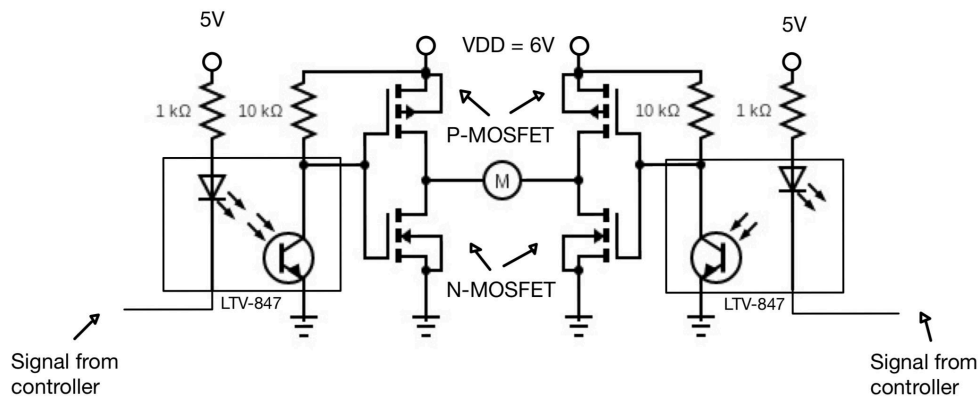 5V
VDD = 6V
5V
1 kΩ
10 kΩ
10 kΩ
1 kΩ
P-MOSFET
M
N-MOSFET
LTV-847
LTV-847
Signal from
controller
Signal from
controller